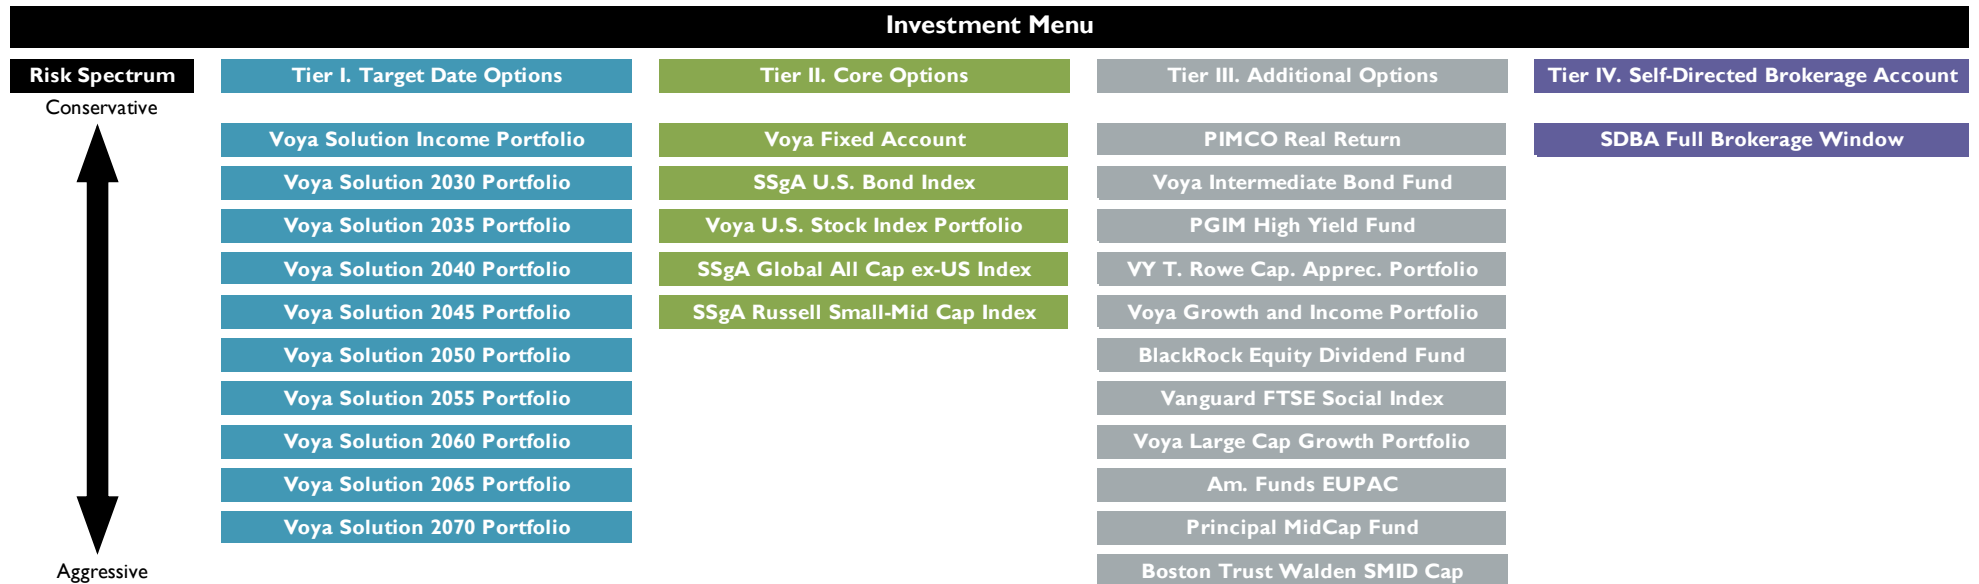 Investment Menu
Risk Spectrum
Tier I. Target Date Options
Tier II. Core Options
Tier III. Additional Options
Tier IV. Self-Directed Brokerage Account
Conservative
Voya Solution Income Portfolio
Voya Fixed Account
PIMCO Real Return
SDBA Full Brokerage Window
Voya Solution 2030 Portfolio
SSgA U.S. Bond Index
Voya Intermediate Bond Fund
Voya Solution 2035 Portfolio
Voya U.S. Stock Index Portfolio
PGIM High Yield Fund
Voya Solution 2040 Portfolio
SSgA Global All Cap ex-US Index
VY T. Rowe Cap. Apprec. Portfolio
Voya Solution 2045 Portfolio
SSgA Russell Small-Mid Cap Index
Voya Growth and Income Portfolio
Voya Solution 2050 Portfolio
BlackRock Equity Dividend Fund
Voya Solution 2055 Portfolio
Vanguard FTSE Social Index
Voya Solution 2060 Portfolio
Voya Large Cap Growth Portfolio
Voya Solution 2065 Portfolio
Am. Funds EUPAC
Voya Solution 2070 Portfolio
Principal MidCap Fund
Aggressive
Boston Trust Walden SMID Cap